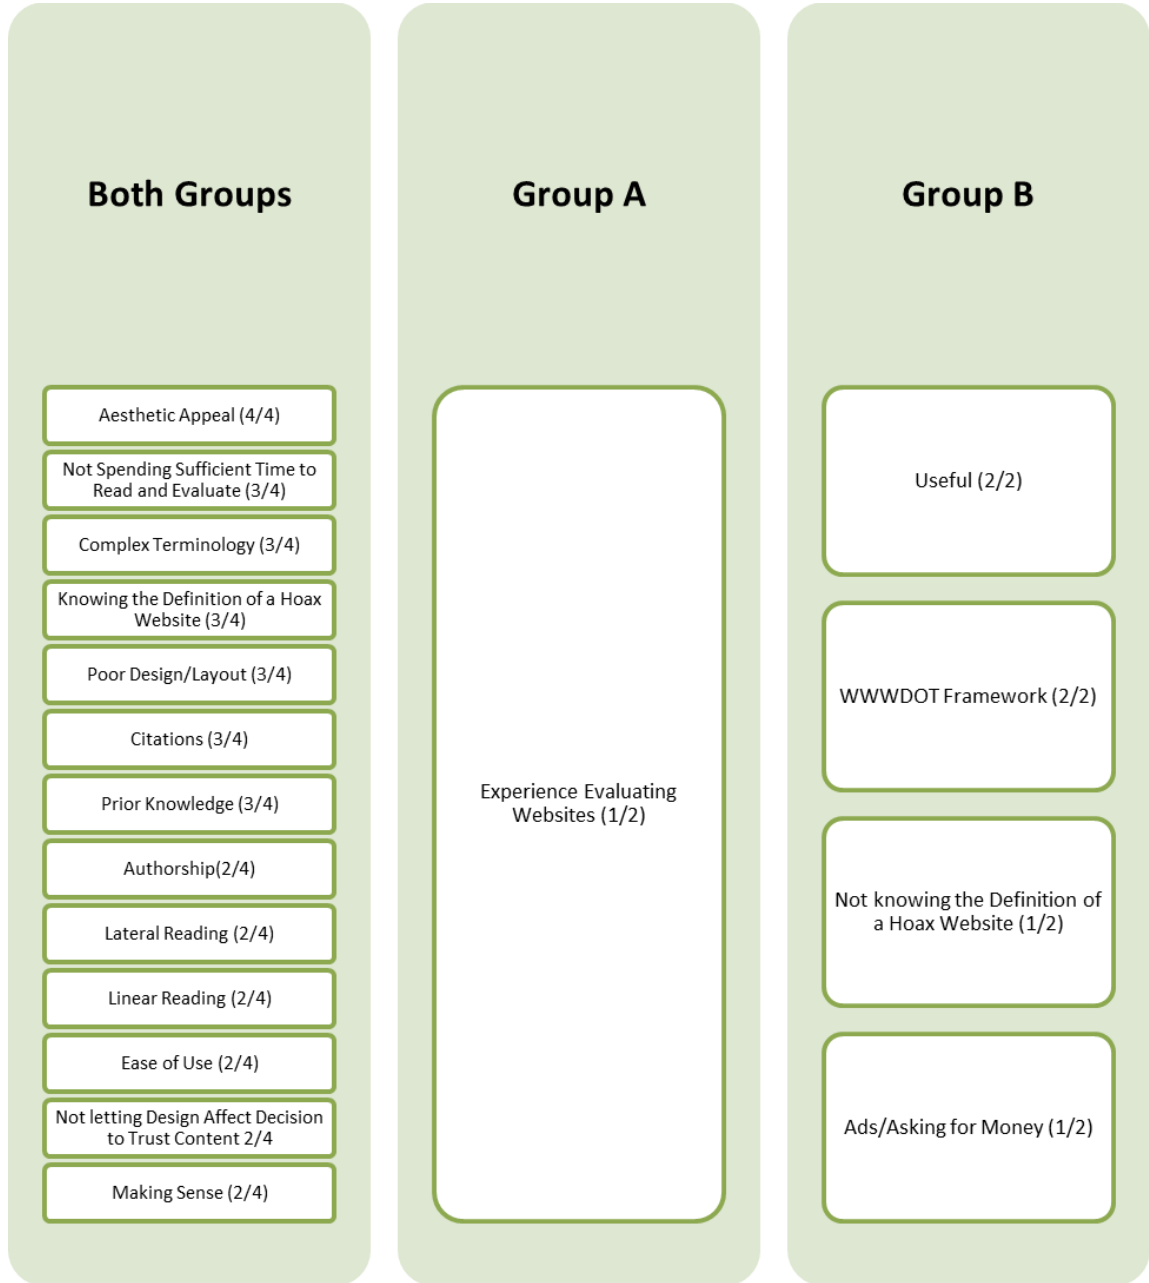 Both Groups
Aesthetic Appeal (4/4)
Not Spending Sufficient Time to
Read and Evaluate (3/4)
Complex Terminology (3/4)
Knowing the Definition of a Hoax
Website (3/4)
Poor Design/Layout (3/4)
Citations (3/4)
Prior Knowledge (3/4)
Authorship(2/4)
Lateral Reading (2/4)
Linear Reading (2/4)
Ease of Use (2/4)
Not letting Design Affect Decision
to Trust Content 2/4
Making Sense (2/4)
Group A
Experience Evaluating
Websites (1/2)
Group B
Useful (2/2)
WWWDOT Framework (2/2)
Not knowing the Definition of
a Hoax Website (1/2)
Ads/Asking for Money (1/2)